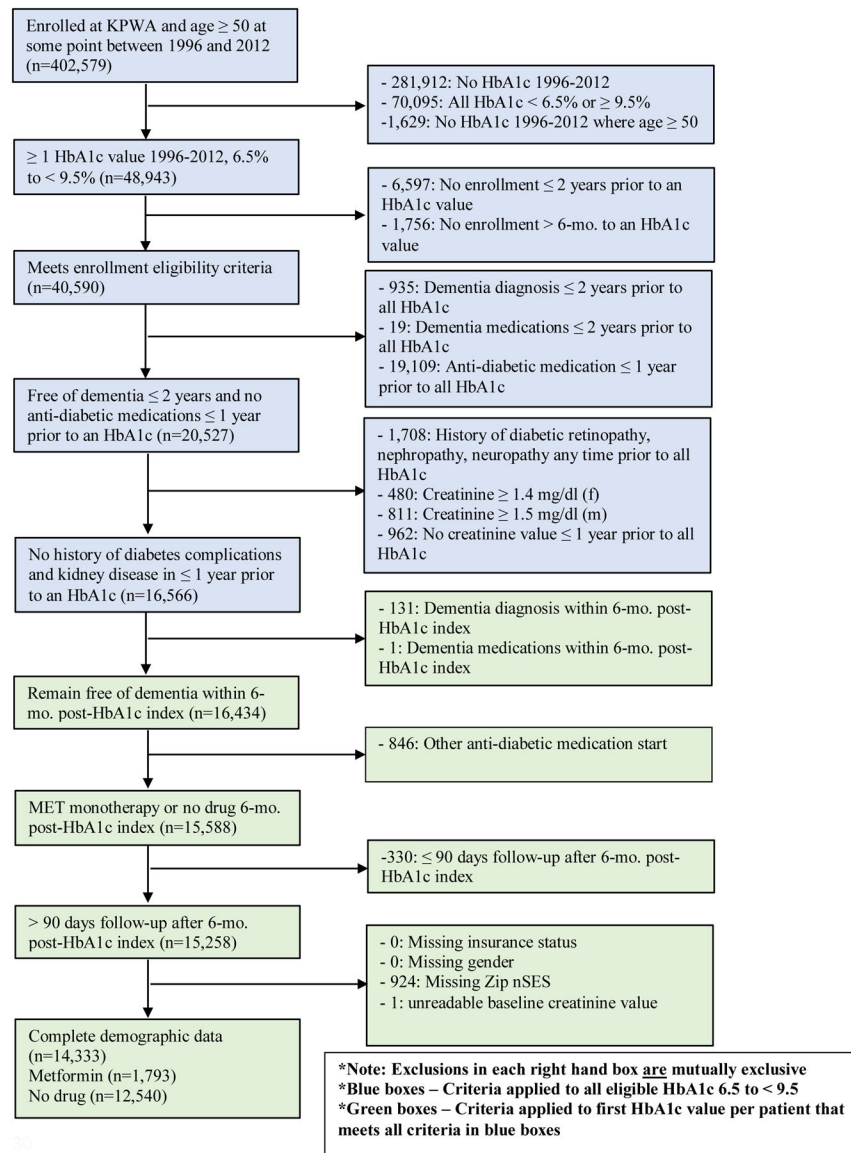 Enrolled at KPWA and age ≥ 50 at
some point between 1996 and 2012
(n=402,579)
- 281,912: No HbA1c 1996-2012
- 70,095: All HbA1c < 6.5% or ≥ 9.5%
-1,629: No HbA1c 1996-2012 where age ≥ 50
≥ 1 HbA1c value 1996-2012, 6.5%
to < 9.5% (n=48,943)
- 6,597: No enrollment ≤ 2 years prior to an
HbA1c value
- 1,756: No enrollment > 6-mo. to an HbA1c
value
Meets enrollment eligibility criteria
(n=40,590)
- 935: Dementia diagnosis ≤ 2 years prior to
all HbA1c
- 19: Dementia medications ≤ 2 years prior to
all HbA1c
- 19,109: Anti-diabetic medication ≤ 1 year
prior to all HbA1c
Free of dementia ≤ 2 years and no
anti-diabetic medications ≤ 1 year
prior to an HbA1c (n=20,527)
- 1,708: History of diabetic retinopathy,
nephropathy, neuropathy any time prior to all
HbA1c
- 480: Creatinine ≥ 1.4 mg/dl (f)
- 811: Creatinine ≥ 1.5 mg/dl (m)
- 962: No creatinine value ≤ 1 year prior to all
HbA1c
No history of diabetes complications
and kidney disease in ≤ 1 year prior
to an HbA1c (n=16,566)
- 131: Dementia diagnosis within 6-mo. post-
HbA1c index
- 1: Dementia medications within 6-mo. post-
HbA1c index
Remain free of dementia within 6-
mo. post-HbA1c index (n=16,434)
- 846: Other anti-diabetic medication start
MET monotherapy or no drug 6-mo.
post-HbA1c index (n=15,588)
-330: ≤ 90 days follow-up after 6-mo. post-
HbA1c index
> 90 days follow-up after 6-mo.
post-HbA1c index (n=15,258)
- 0: Missing insurance status
- 0: Missing gender
- 924: Missing Zip nSES
- 1: unreadable baseline creatinine value
Complete demographic data
(n=14,333)
Metformin (n=1,793)
No drug (n=12,540)
*Note: Exclusions in each right hand box are mutually exclusive
*Blue boxes – Criteria applied to all eligible HbA1c 6.5 to < 9.5
*Green boxes – Criteria applied to first HbA1c value per patient that
meets all criteria in blue boxes